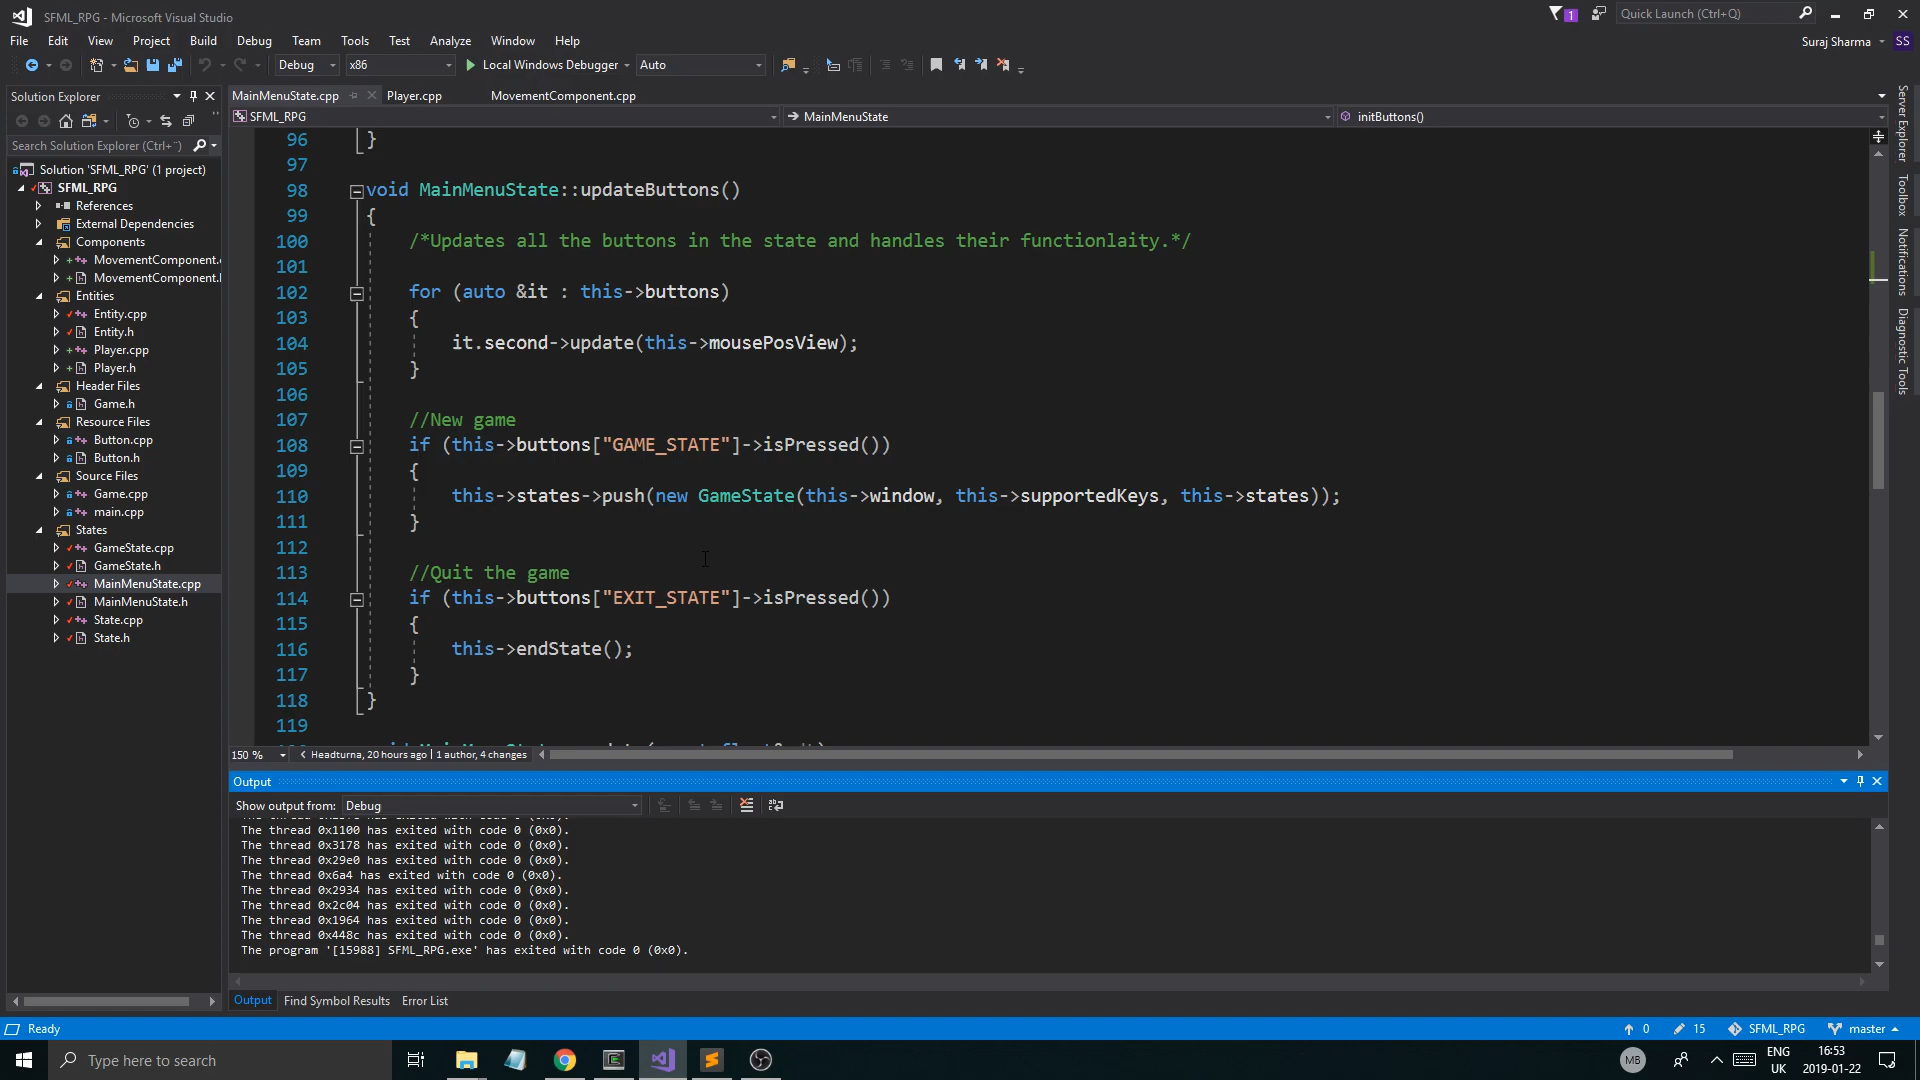 SFML_RPG - Microsoft Visual Studio
1
Quick Launch (Ctrl+Q)
File Edit View Project Build Debug Team Tools Test Analyze Window Help
Suraj Sharma
SS
Debug x86 Local Windows Debugger Auto
Solution Explorer
MainMenuState.cpp Player.cpp MovementComponent.cpp
SFML_RPG MainMenuState initButtons()
Search Solution Explorer (Ctrl+¨)
Solution 'SFML_RPG' (1 project)
SFML_RPG
References
External Dependencies
Components
MovementComponent.
MovementComponent.
Entities
Entity.cpp
Entity.h
Player.cpp
Player.h
Header Files
Game.h
Resource Files
Button.cpp
Button.h
Source Files
Game.cpp
main.cpp
States
GameState.cpp
GameState.h
MainMenuState.cpp
MainMenuState.h
State.cpp
State.h
96 }
97
98 void MainMenuState::updateButtons()
99 {
100 /*Updates all the buttons in the state and handles their functionlaity.*/
101
102 for (auto &it : this->buttons)
103 {
104 it.second->update(this->mousePosView);
105 }
106
107 //New game
108 if (this->buttons["GAME_STATE"]->isPressed())
109 {
110 this->states->push(new GameState(this->window, this->supportedKeys, this->states));
111 }
112
113 //Quit the game
114 if (this->buttons["EXIT_STATE"]->isPressed())
115 {
116 this->endState();
117 }
118 }
119
150 % Headturna, 20 hours ago | 1 author, 4 changes
Server Explorer
Toolbox
Notifications
Diagnostic Tools
Output
Show output from: Debug
The thread 0x1100 has exited with code 0 (0x0).
The thread 0x3178 has exited with code 0 (0x0).
The thread 0x29e0 has exited with code 0 (0x0).
The thread 0x6a4 has exited with code 0 (0x0).
The thread 0x2934 has exited with code 0 (0x0).
The thread 0x2c04 has exited with code 0 (0x0).
The thread 0x1964 has exited with code 0 (0x0).
The thread 0x448c has exited with code 0 (0x0).
The program '[15988] SFML_RPG.exe' has exited with code 0 (0x0).
Output Find Symbol Results Error List
Ready
0 15 SFML_RPG master
Type here to search
MB
ENG
UK
16:53
2019-01-22